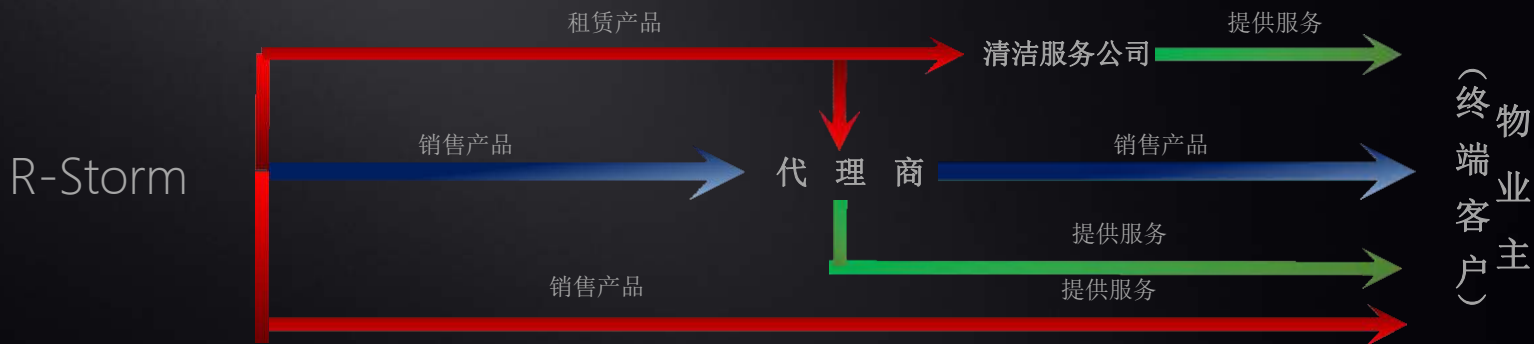 租赁产品
提供服务
清洁服务公司
销售产品
销售产品
R-Storm
代 理 商
提供服务
销售产品
提供服务
物业主
（终端客户）